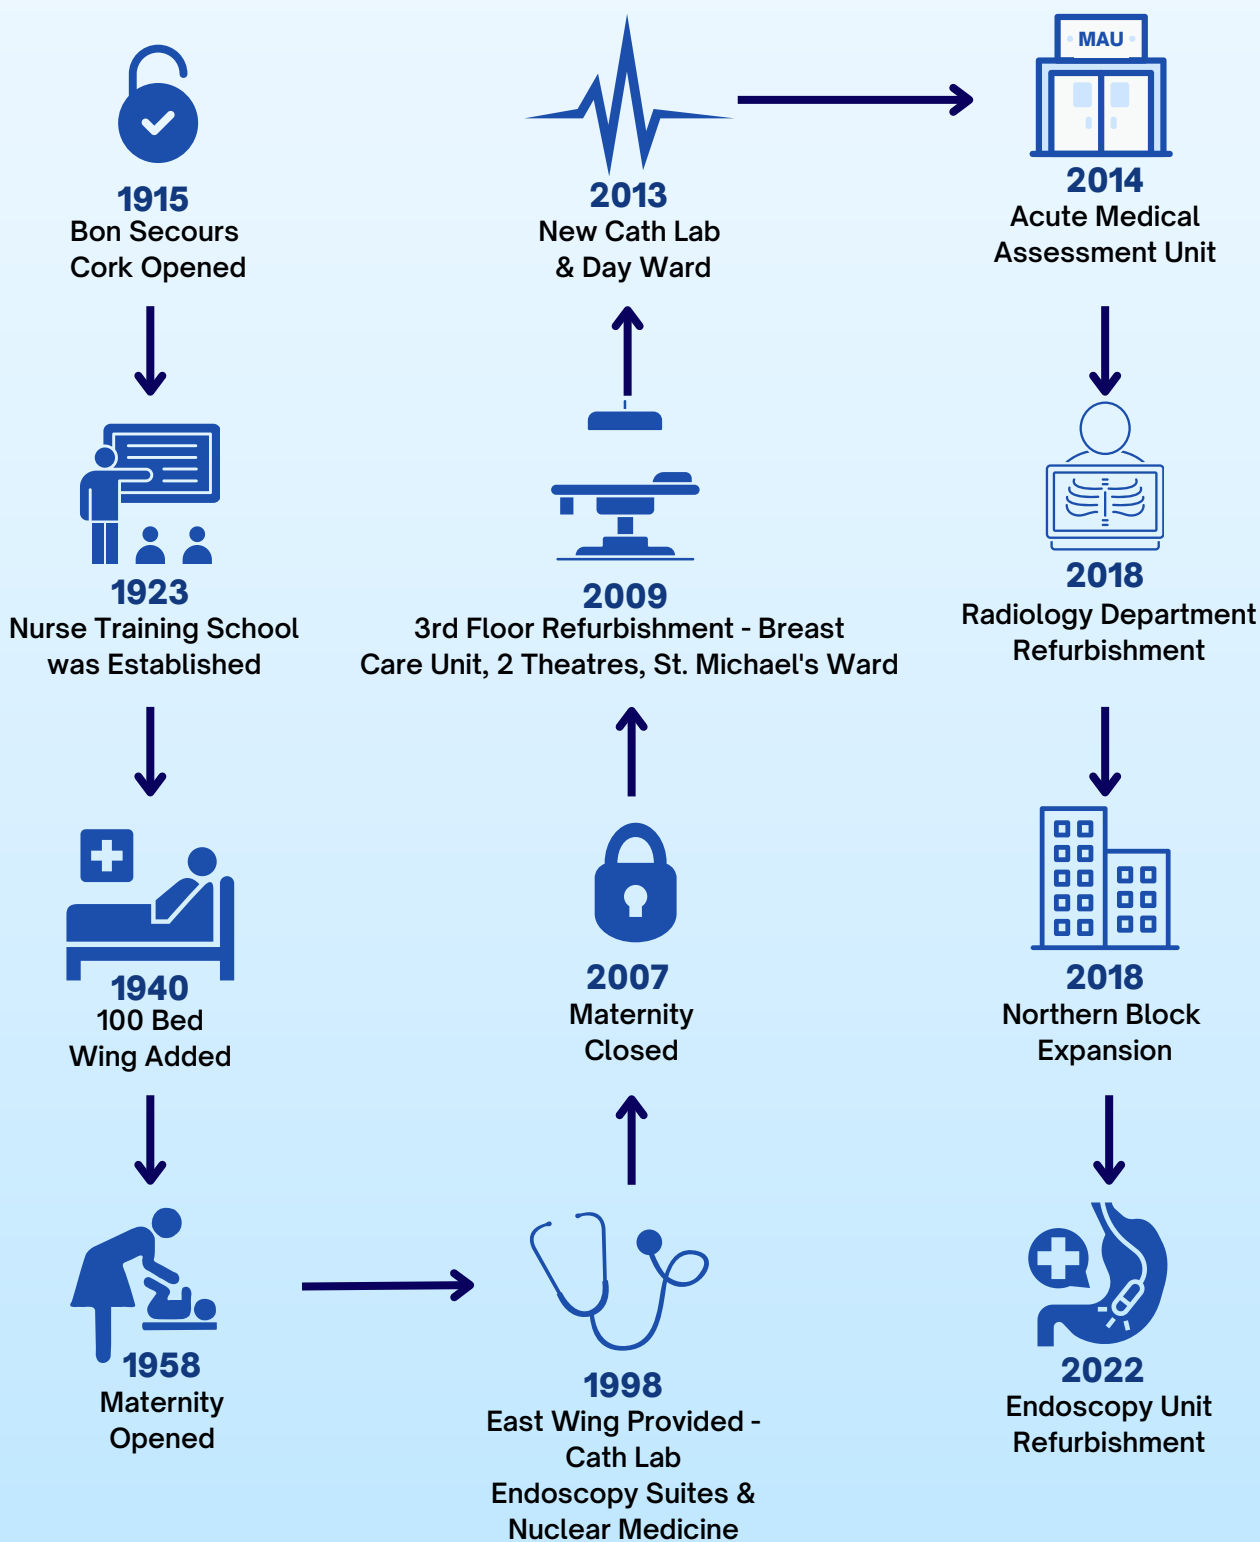 1915
Bon Secours
Cork Opened
1923
Nurse Training School
was Established
1940
100 Bed
Wing Added
1958
Maternity
Opened
1998
East Wing Provided -
Cath Lab
Endoscopy Suites &
Nuclear Medicine
2007
Maternity
Closed
2009
3rd Floor Refurbishment - Breast
Care Unit, 2 Theatres, St. Michael's Ward
2013
New Cath Lab
& Day Ward
MAU
2014
Acute Medical
Assessment Unit
2018
Radiology Department
Refurbishment
2018
Northern Block
Expansion
2022
Endoscopy Unit
Refurbishment